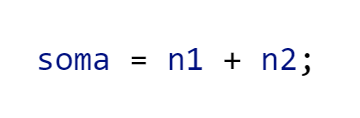 soma = n1 + n2;